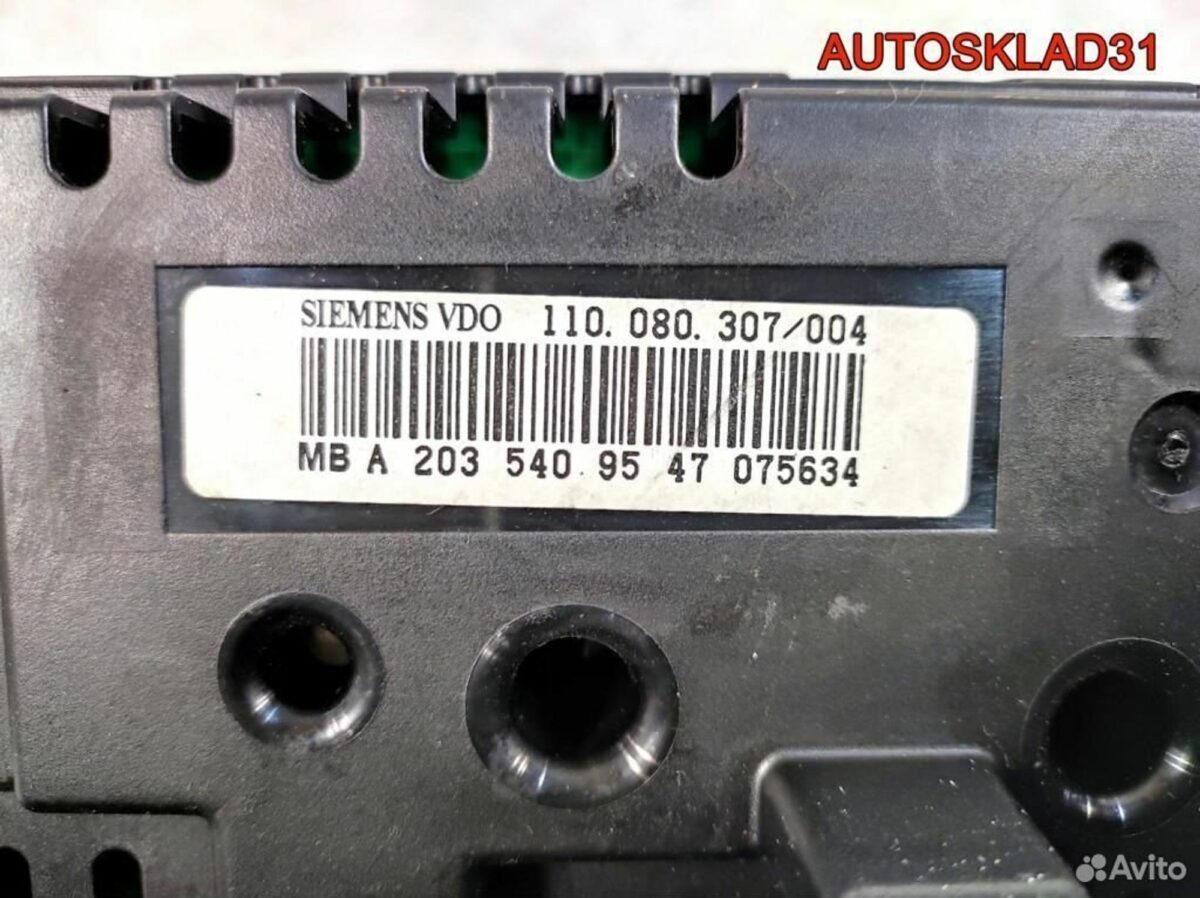 AUTOSKLAD31
SIEMENS VDO 110.080.307/004
MB A 203 540 95 47 075634
Avito